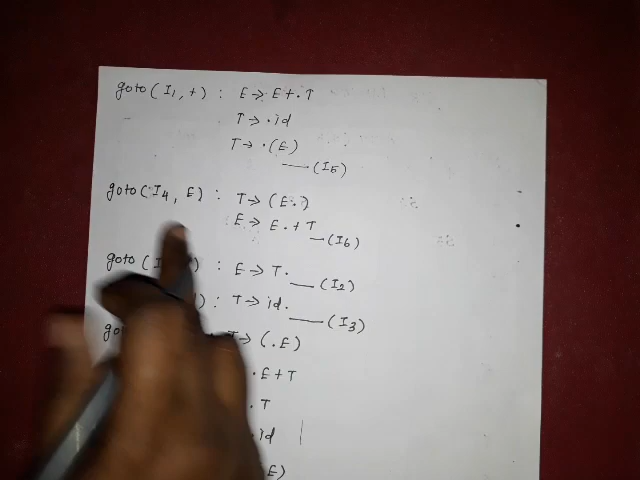 goto(I1, +) : E → E+.T
T → .id
T → .(E)
—(I5)
goto(I4, E) : T → (E.)
E → E.+T
—(I6)
goto(I : E → T.
—(I2)
) : T → id.
—(I3)
go T → (.E)
.E+T
.T
id
E)